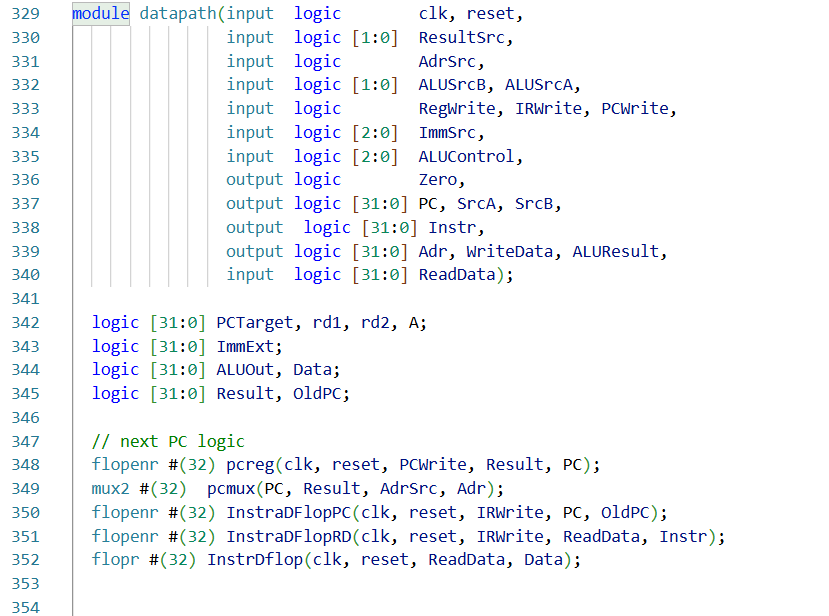 329 module datapath(input logic clk, reset,
330 input logic [1:0] ResultSrc,
331 input logic AdrSrc,
332 input logic [1:0] ALUSrcB, ALUSrcA,
333 input logic RegWrite, IRWrite, PCWrite,
334 input logic [2:0] ImmSrc,
335 input logic [2:0] ALUControl,
336 output logic Zero,
337 output logic [31:0] PC, SrcA, SrcB,
338 output logic [31:0] Instr,
339 output logic [31:0] Adr, WriteData, ALUResult,
340 input logic [31:0] ReadData);
341
342 logic [31:0] PCTarget, rd1, rd2, A;
343 logic [31:0] ImmExt;
344 logic [31:0] ALUOut, Data;
345 logic [31:0] Result, OldPC;
346
347 // next PC logic
348 flopenr #(32) pcreg(clk, reset, PCWrite, Result, PC);
349 mux2 #(32) pcmux(PC, Result, AdrSrc, Adr);
350 flopenr #(32) InstraDFlopPC(clk, reset, IRWrite, PC, OldPC);
351 flopenr #(32) InstraDFlopRD(clk, reset, IRWrite, ReadData, Instr);
352 flopr #(32) InstrDflop(clk, reset, ReadData, Data);
353
354